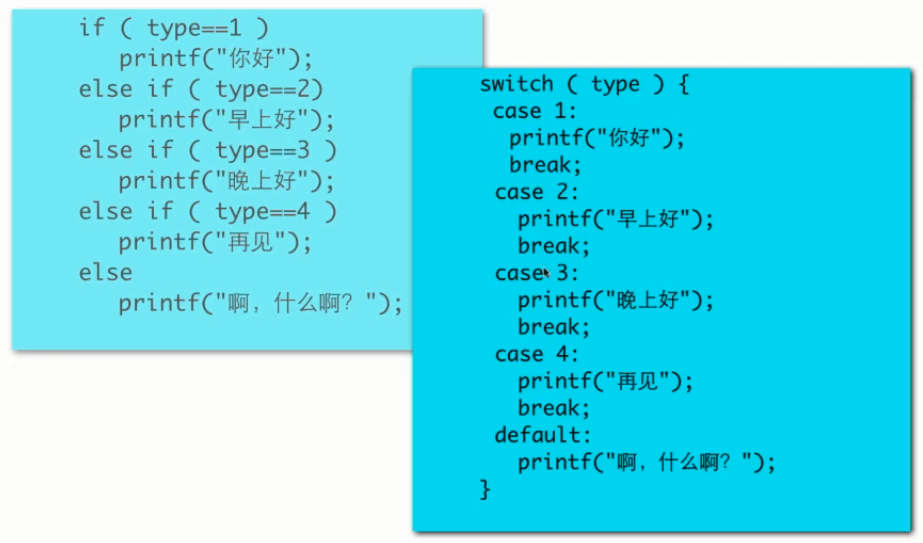 if ( type==1 )
printf("你好");
else if ( type==2)
printf("早上好");
else if ( type==3 )
printf("晚上好");
else if ( type==4 )
printf("再见");
else
printf("啊，什么啊？");
switch ( type ) {
case 1:
printf("你好");
break;
case 2:
printf("早上好");
break;
case 3:
printf("晚上好");
break;
case 4:
printf("再见");
break;
default:
printf("啊，什么啊？");
}